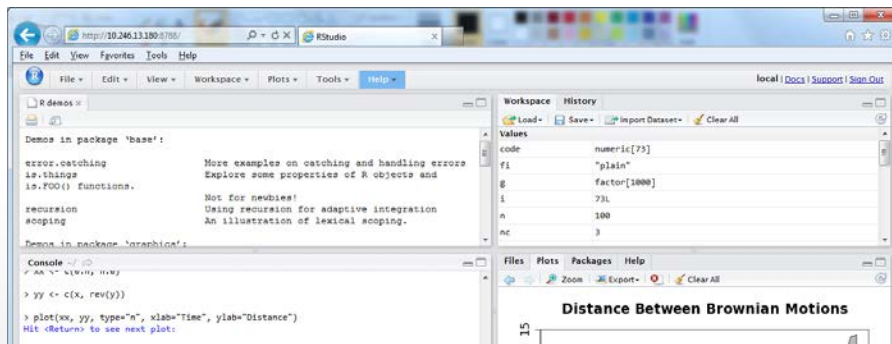 http://10.246.13.180:8788/
RStudio
File Edit View Favorites Tools Help
File Edit View Workspace Plots Tools Help
local | Docs | Support | Sign Out
R demos
Demos in package 'base':
error.catching More examples on catching and handling errors
is.things Explore some properties of R objects and
is.FOO() functions.
Not for newbies!
recursion Using recursion for adaptive integration
scoping An illustration of lexical scoping.
Demos in package 'graphics':
Workspace History
Load Save Import Dataset Clear All
Values
code numeric[73]
fi "plain"
g factor[1000]
i 73L
n 100
nc 3
Console ~/
> xx <- c(0:n, n:0)
> yy <- c(x, rev(y))
> plot(xx, yy, type="n", xlab="Time", ylab="Distance")
Hit <Return> to see next plot:
Files Plots Packages Help
Zoom Export Clear All
Distance Between Brownian Motions
15